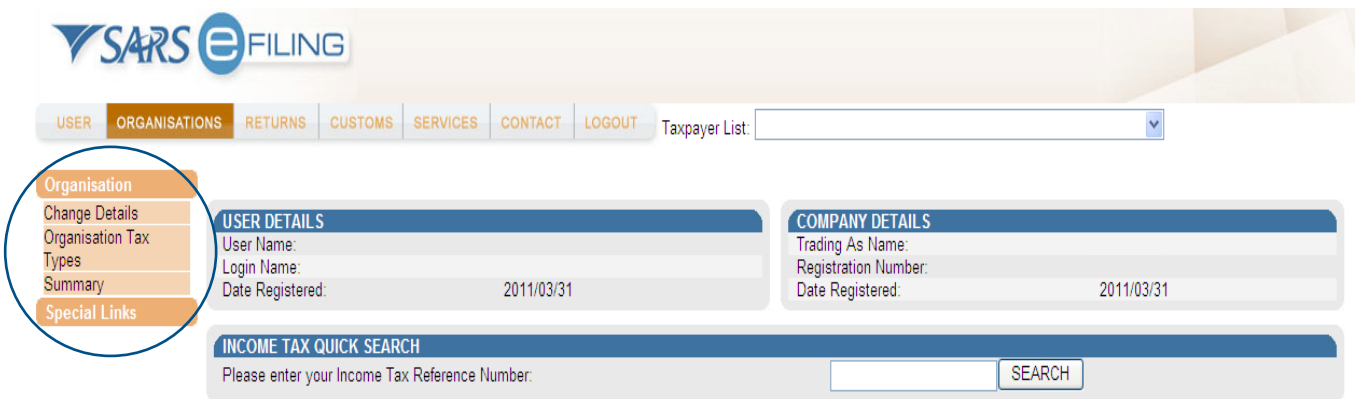 SARS e FILING
USER ORGANISATIONS RETURNS CUSTOMS SERVICES CONTACT LOGOUT Taxpayer List:
Organisation
Change Details
Organisation Tax
Types
Summary
Special Links
USER DETAILS
User Name:
Login Name:
Date Registered: 2011/03/31
COMPANY DETAILS
Trading As Name:
Registration Number:
Date Registered: 2011/03/31
INCOME TAX QUICK SEARCH
Please enter your Income Tax Reference Number: SEARCH